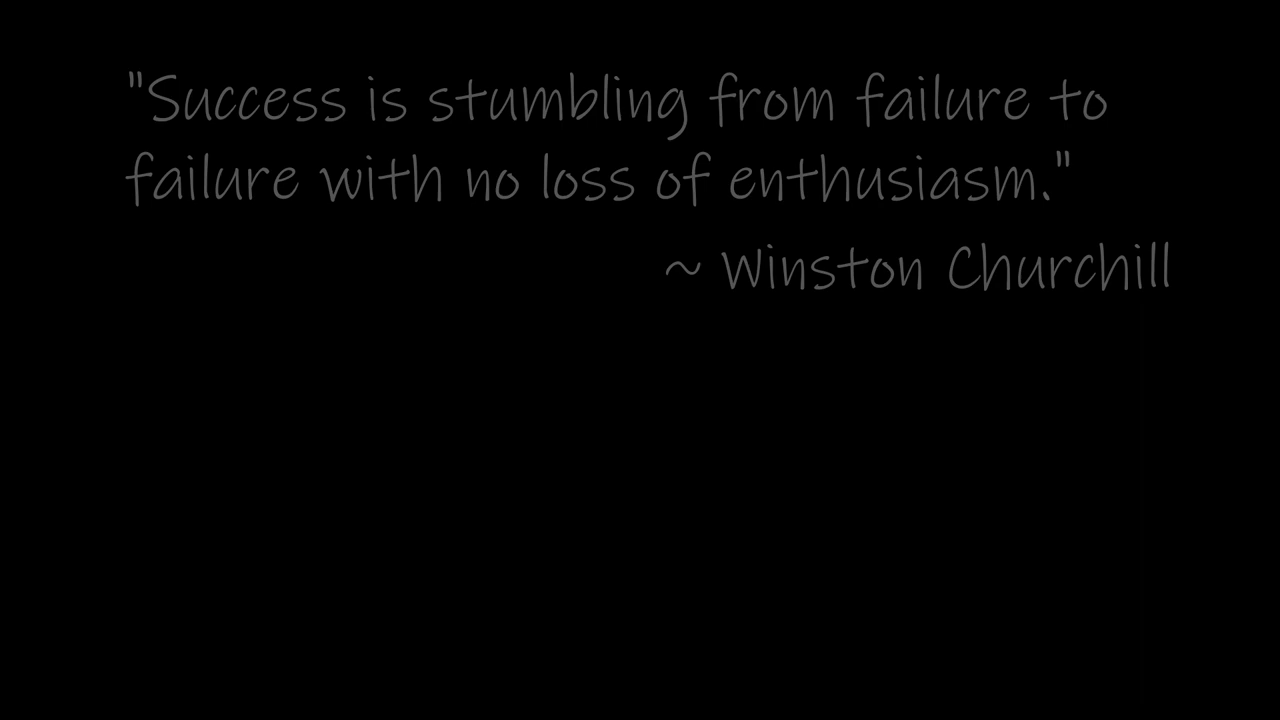 "Success is stumbling from failure to
failure with no loss of enthusiasm."
~ Winston Churchill